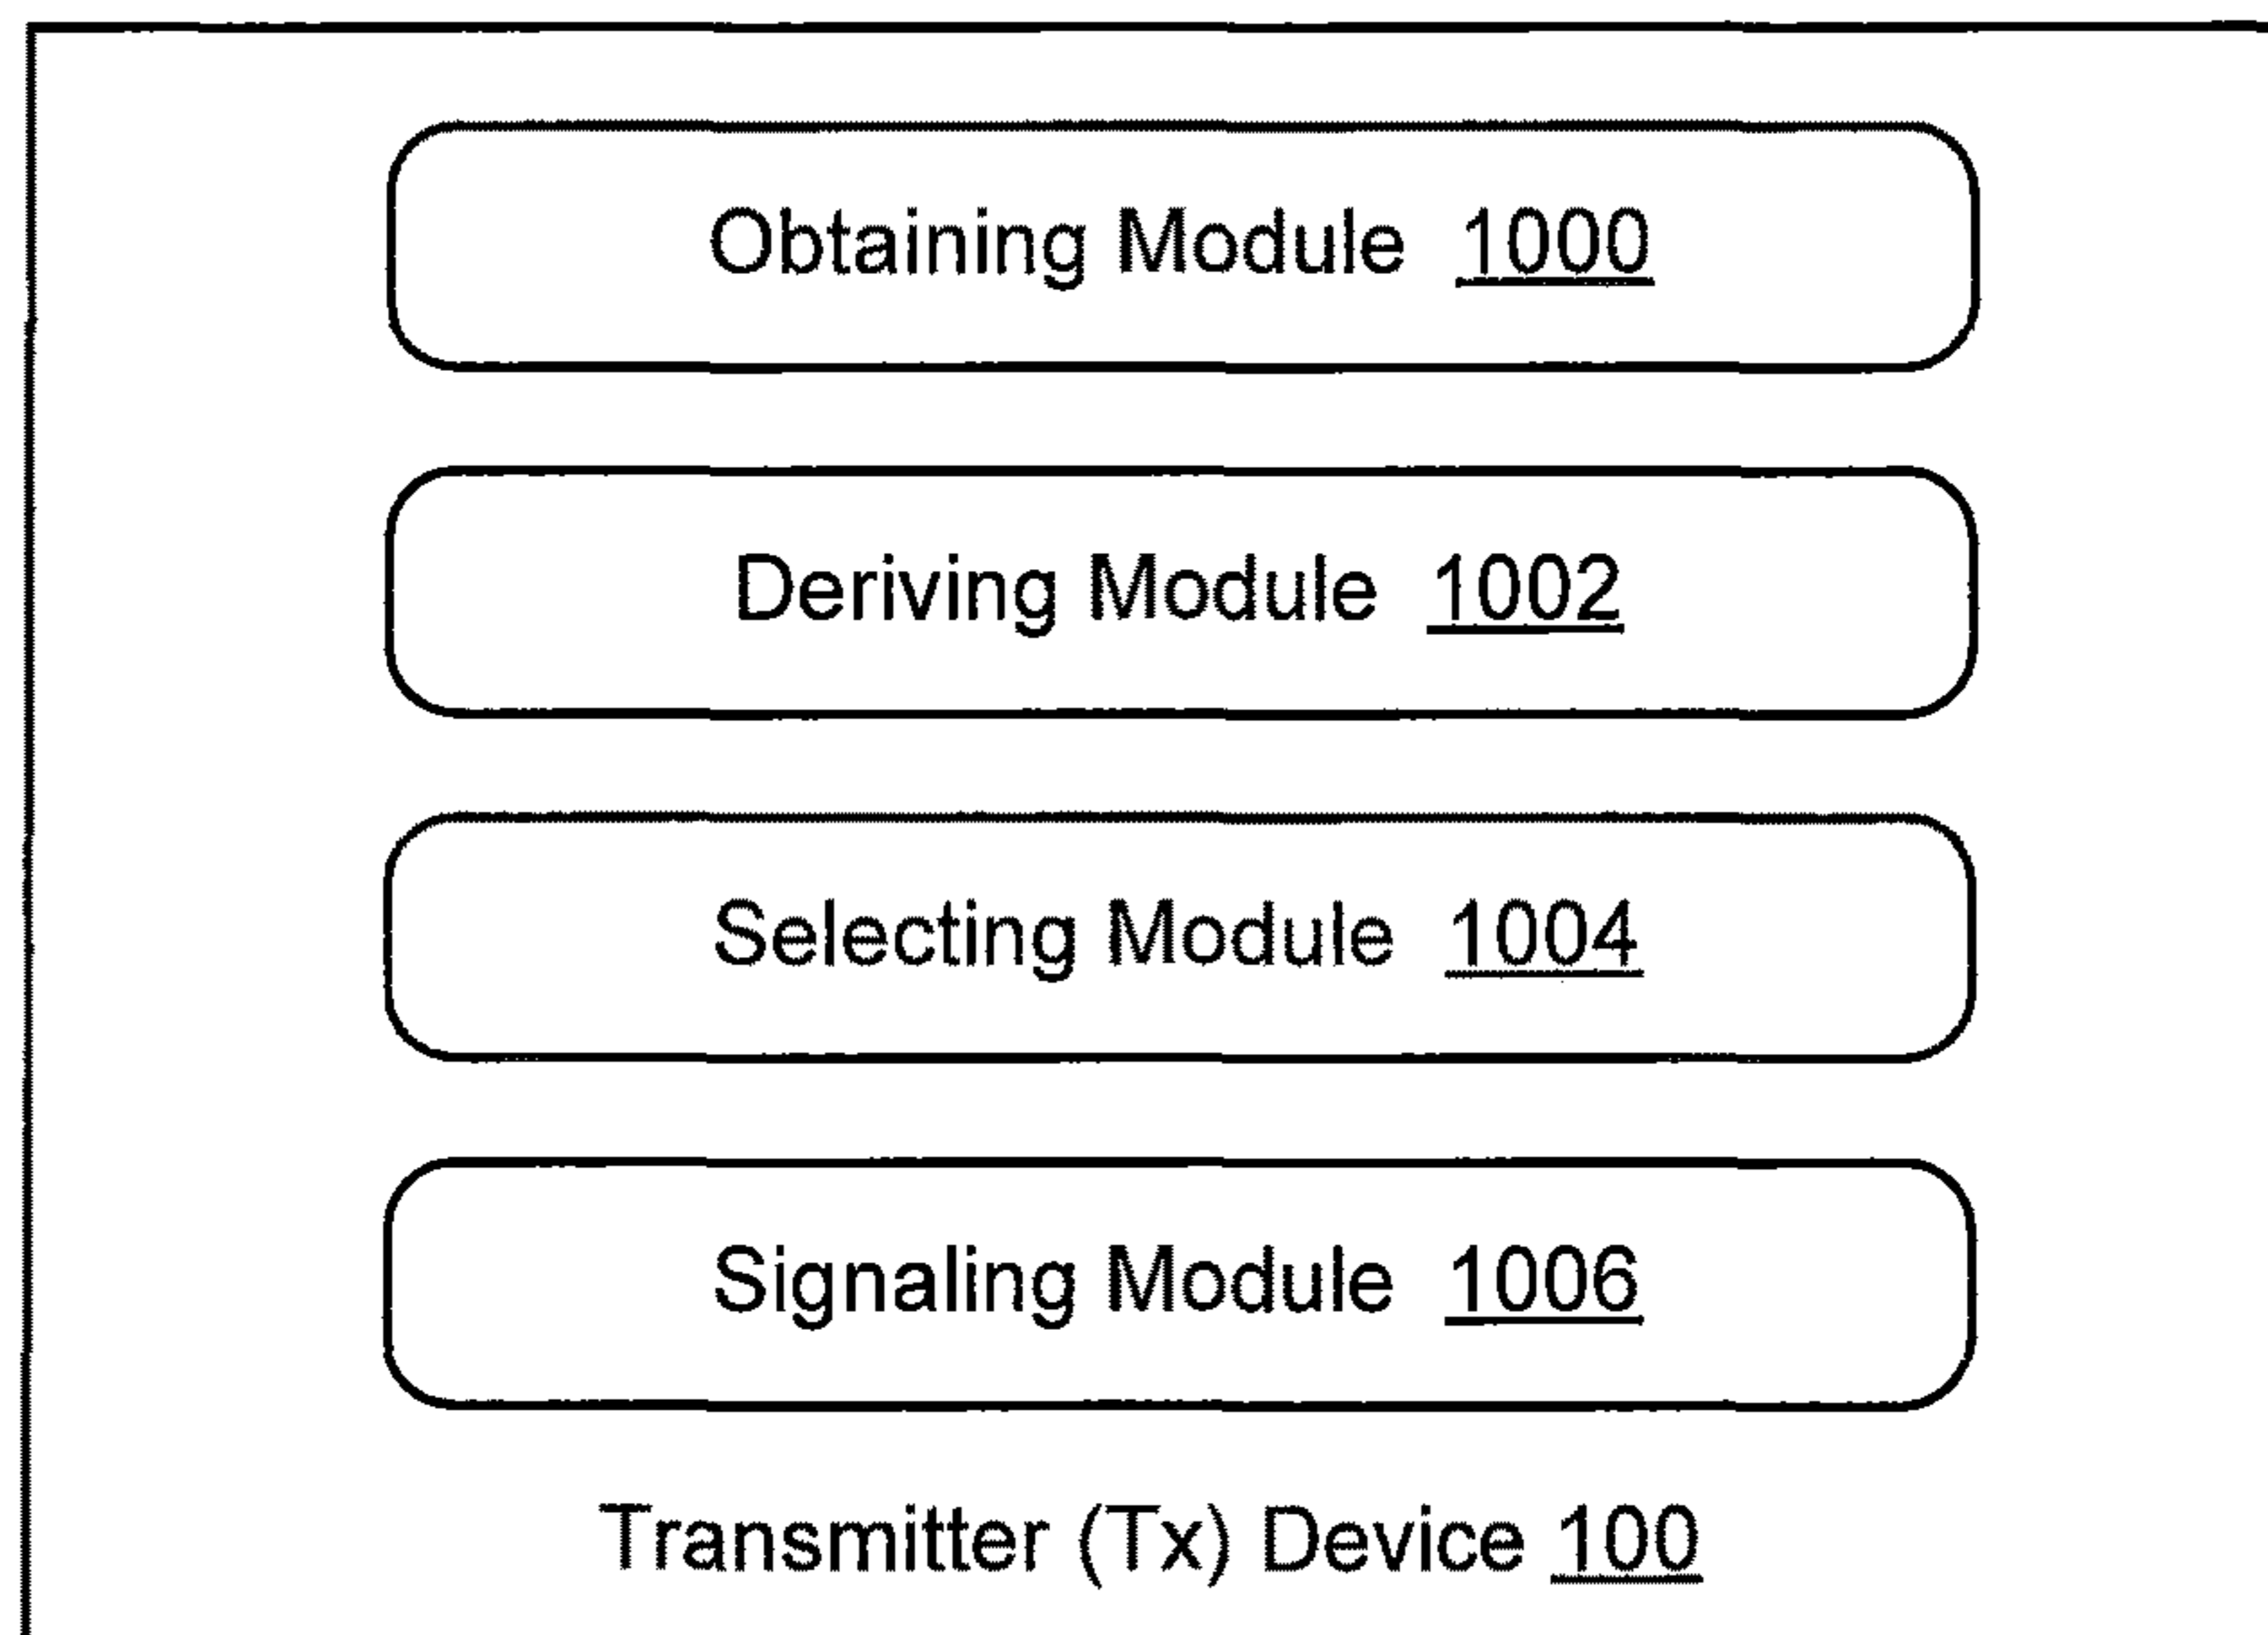 Obtaining Module 1000
Deriving Module 1002
Selecting Module 1004
Signaling Module 1006
Transmitter (Tx) Device 100